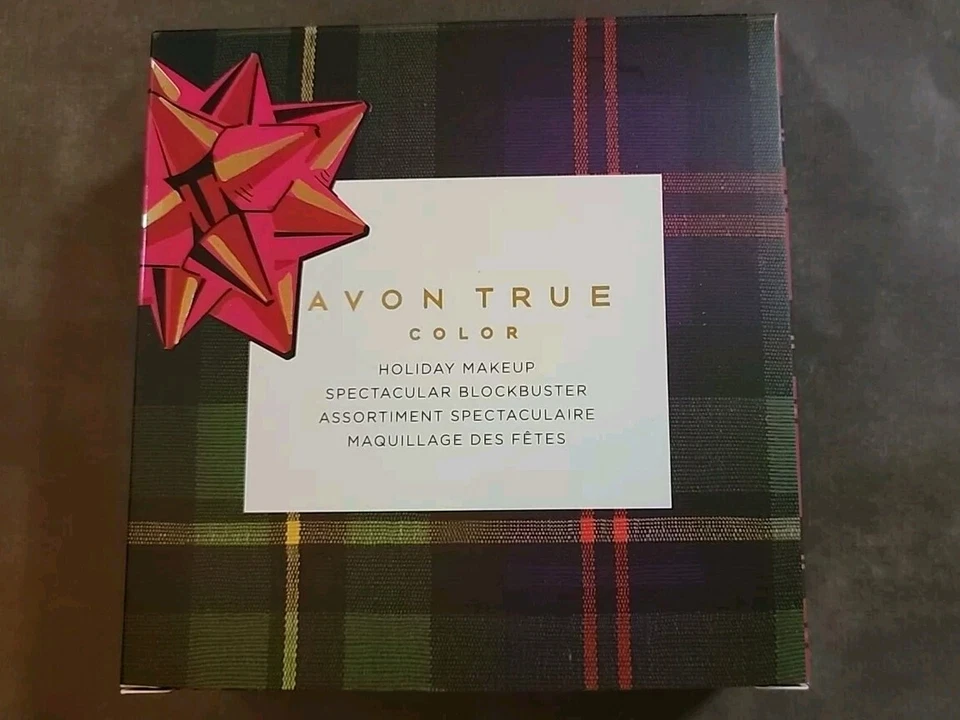 AVON TRUE
COLOR
HOLIDAY MAKEUP
SPECTACULAR BLOCKBUSTER
ASSORTIMENT SPECTACULAIRE
MAQUILLAGE DES FÊTES